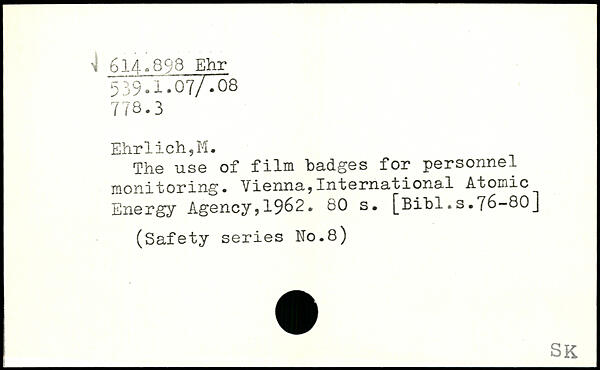 √ 614.898 Ehr
539.1.07/.08
778.3
Ehrlich,M.
The use of film badges for personnel
monitoring. Vienna,International Atomic
Energy Agency,1962. 80 s. [Bibl.s.76-80]
(Safety series No.8)
SK